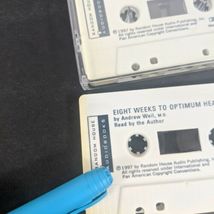 ℗1997 by Random House Audio Publishing, Inc.
all rights reserved under International and
Pan American Copyright Conventions.
EIGHT WEEKS TO OPTIMUM HEA
by Andrew Weil, M.D.
Read by the Author
RANDOM HOUSE
AUDIOBOOKS
℗1997 by Random House Audio Publishing,
All rights reserved under International and
Pan American Copyright Conventions.